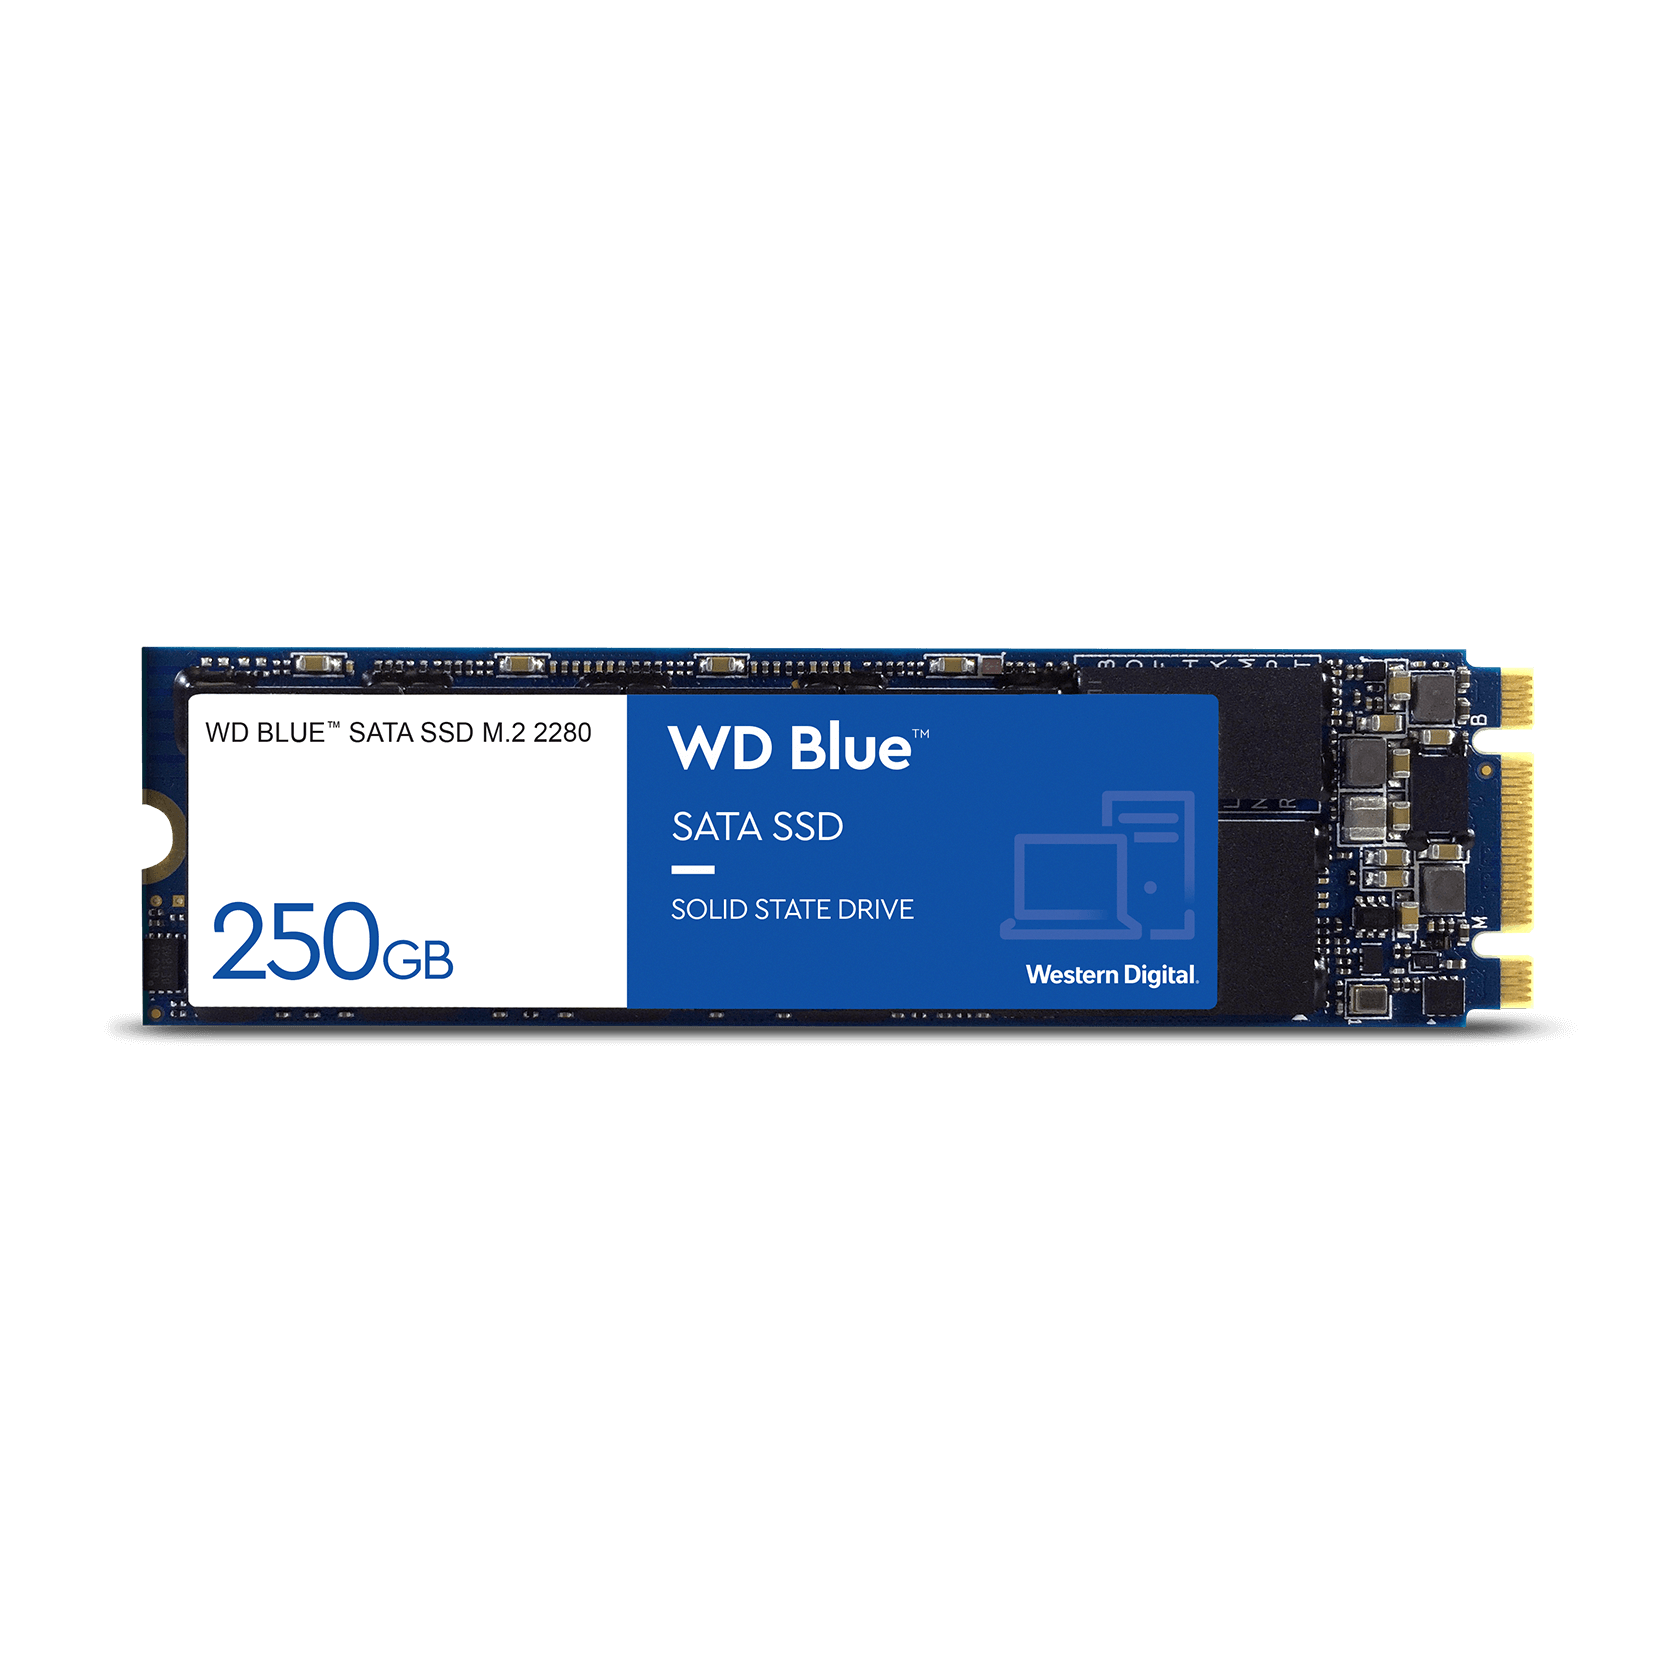 WD BLUE™ SATA SSD M.2 2280
250GB
WD Blue™
SATA SSD
SOLID STATE DRIVE
Western Digital.
B
M